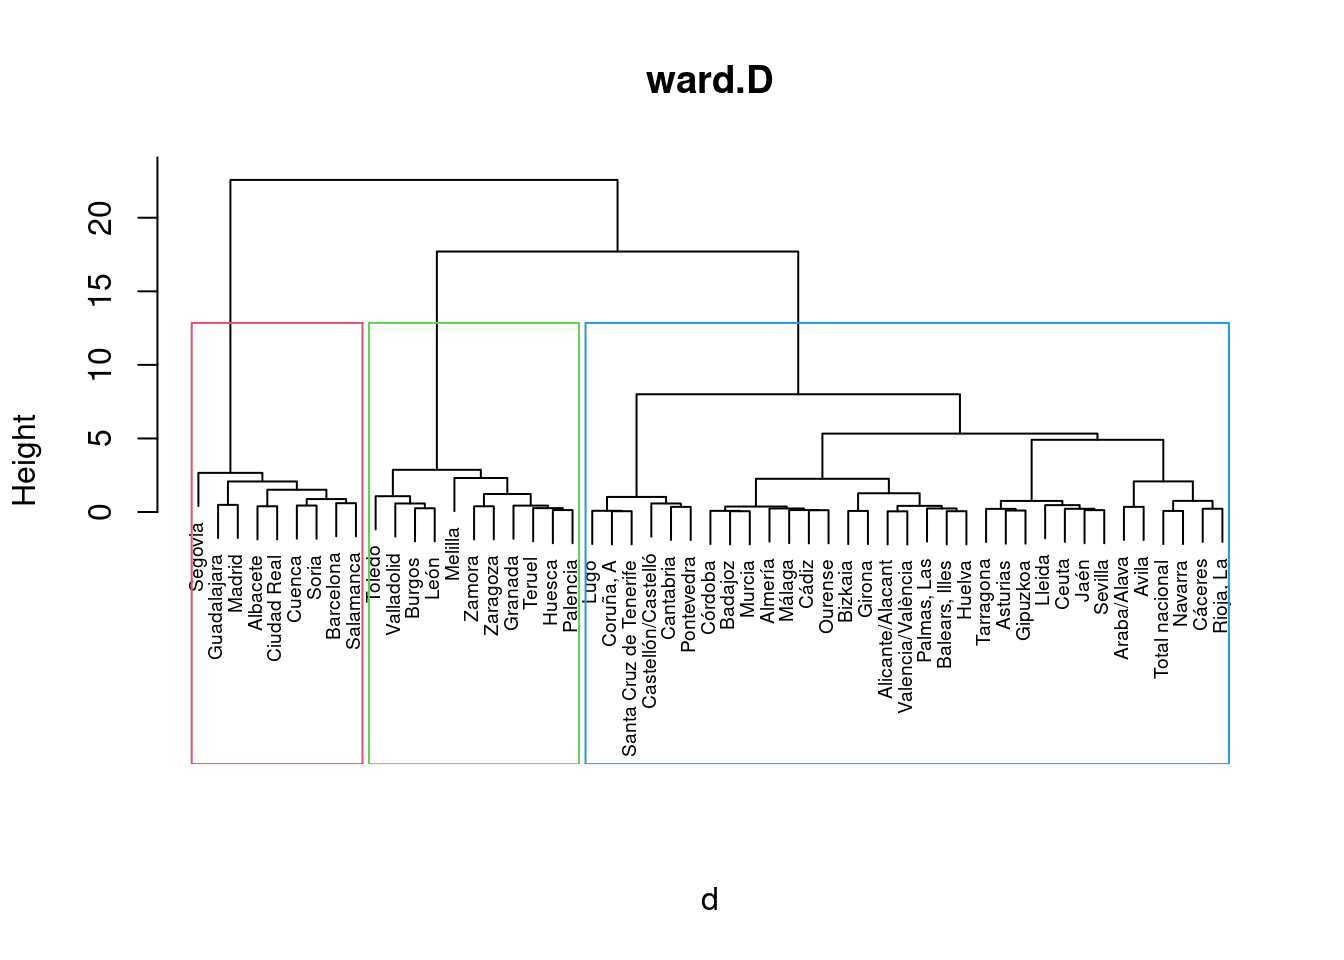 ward.D
Height
0
5
10
15
20
Segovia
Guadalajara
Madrid
Albacete
Ciudad Real
Cuenca
Soria
Barcelona
Salamanca
Toledo
Valladolid
Burgos
León
Melilla
Zamora
Zaragoza
Granada
Teruel
Huesca
Palencia
Lugo
Coruña, A
Santa Cruz de Tenerife
Castellón/Castelló
Cantabria
Pontevedra
Córdoba
Badajoz
Murcia
Almería
Málaga
Cádiz
Ourense
Bizkaia
Girona
Alicante/Alacant
Valencia/València
Palmas, Las
Balears, Illes
Huelva
Tarragona
Asturias
Gipuzkoa
Lleida
Ceuta
Jaén
Sevilla
Araba/Álava
Ávila
Total nacional
Navarra
Cáceres
Rioja, La
d